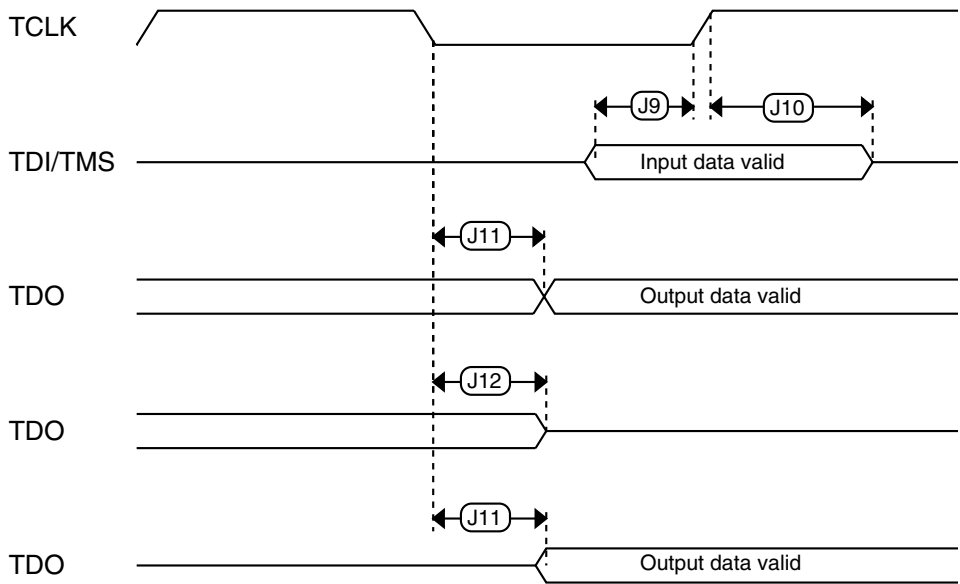 TCLK
J9
J10
TDI/TMS
Input data valid
J11
TDO
Output data valid
J12
TDO
J11
TDO
Output data valid